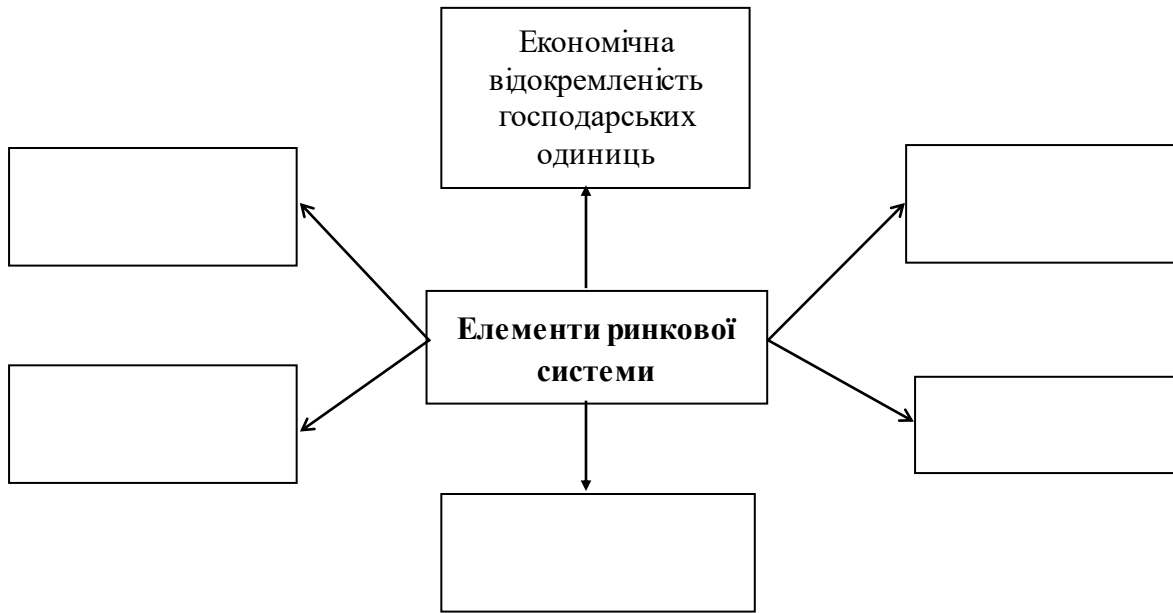 Економічна
відокремленість
господарських
одиниць
Елементи ринкової
системи